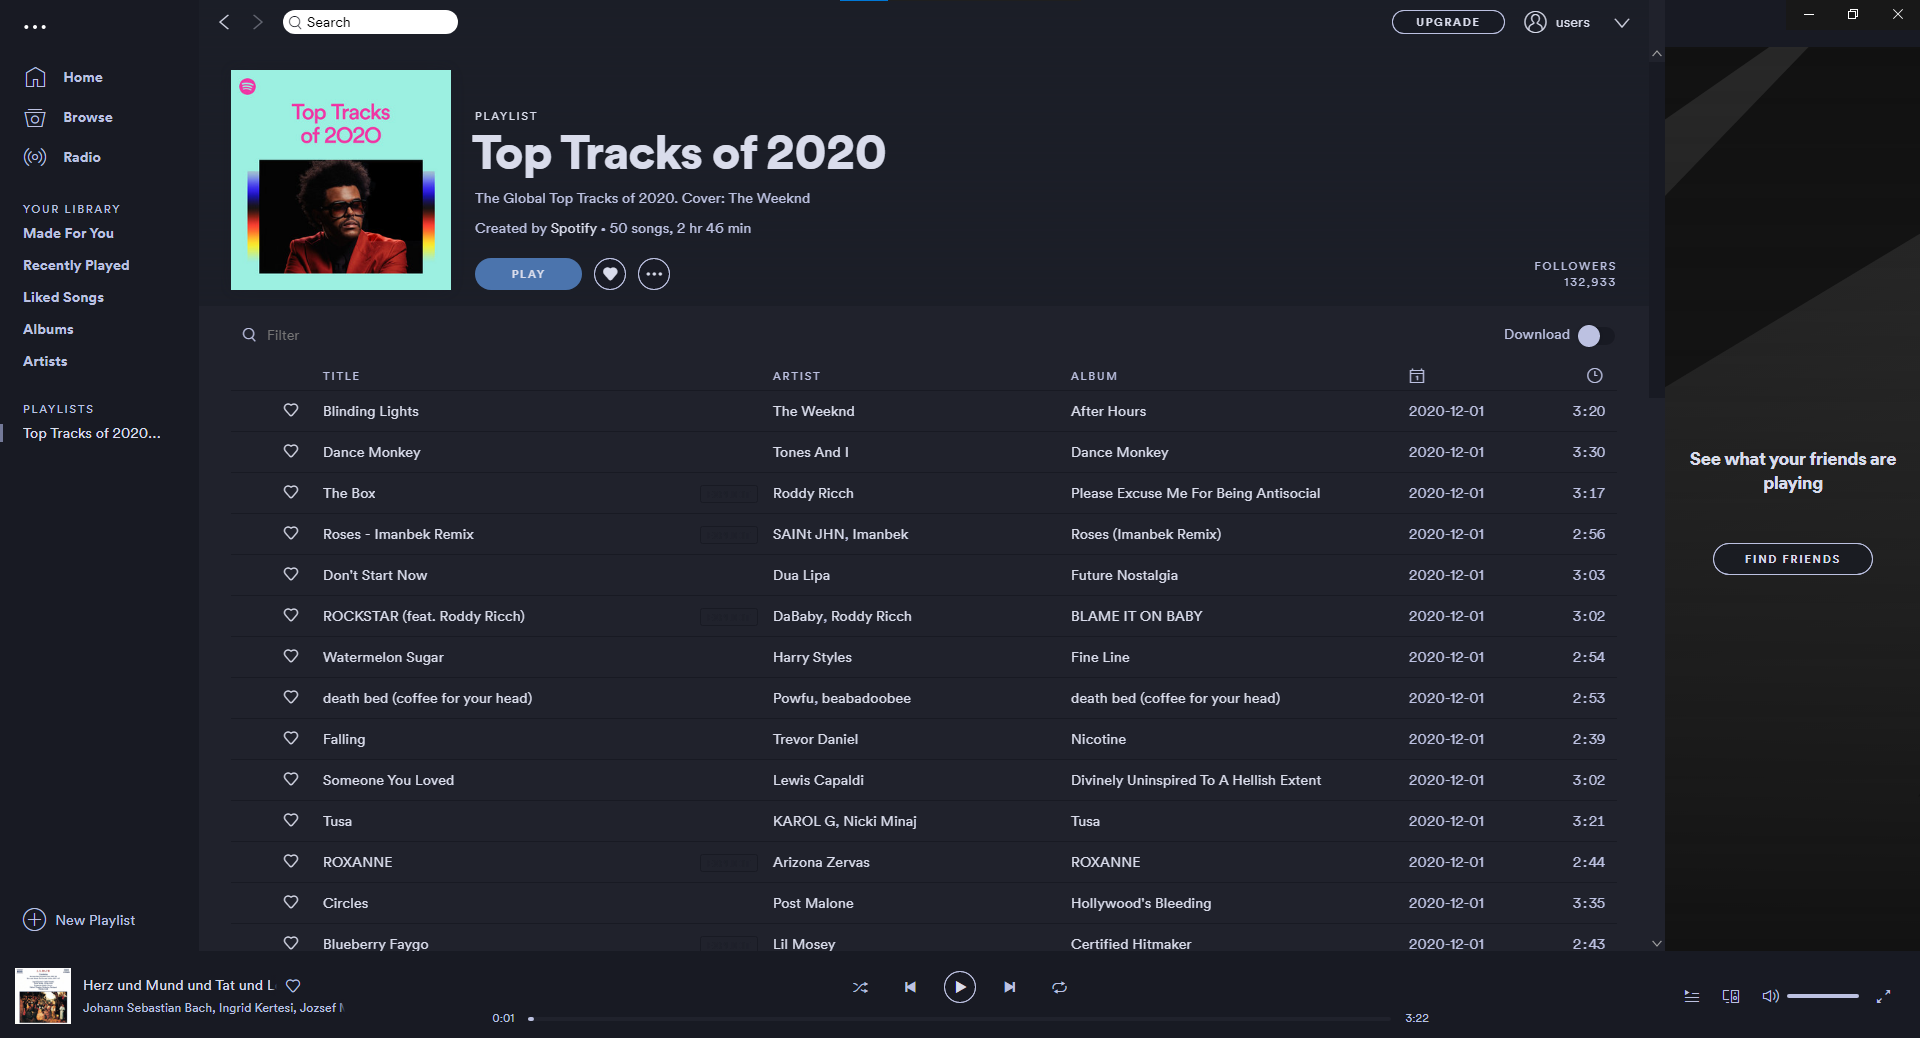 Search
UPGRADE
users
Home
Browse
Radio
YOUR LIBRARY
Made For You
Recently Played
Liked Songs
Albums
Artists
PLAYLISTS
Top Tracks of 2020...
New Playlist
Top Tracks
of 2020
PLAYLIST
Top Tracks of 2020
The Global Top Tracks of 2020. Cover: The Weeknd
Created by Spotify • 50 songs, 2 hr 46 min
PLAY
FOLLOWERS
132,933
Filter
Download
TITLE ARTIST ALBUM
Blinding Lights The Weeknd After Hours 2020-12-01 3:20
Dance Monkey Tones And I Dance Monkey 2020-12-01 3:30
The Box Roddy Ricch Please Excuse Me For Being Antisocial 2020-12-01 3:17
Roses - Imanbek Remix SAINt JHN, Imanbek Roses (Imanbek Remix) 2020-12-01 2:56
Don't Start Now Dua Lipa Future Nostalgia 2020-12-01 3:03
ROCKSTAR (feat. Roddy Ricch) DaBaby, Roddy Ricch BLAME IT ON BABY 2020-12-01 3:02
Watermelon Sugar Harry Styles Fine Line 2020-12-01 2:54
death bed (coffee for your head) Powfu, beabadoobee death bed (coffee for your head) 2020-12-01 2:53
Falling Trevor Daniel Nicotine 2020-12-01 2:39
Someone You Loved Lewis Capaldi Divinely Uninspired To A Hellish Extent 2020-12-01 3:02
Tusa KAROL G, Nicki Minaj Tusa 2020-12-01 3:21
ROXANNE Arizona Zervas ROXANNE 2020-12-01 2:44
Circles Post Malone Hollywood's Bleeding 2020-12-01 3:35
Blueberry Faygo Lil Mosey Certified Hitmaker 2020-12-01 2:43
See what your friends are
playing
FIND FRIENDS
Herz und Mund und Tat und L
Johann Sebastian Bach, Ingrid Kertesi, Jozsef
0:01
3:22